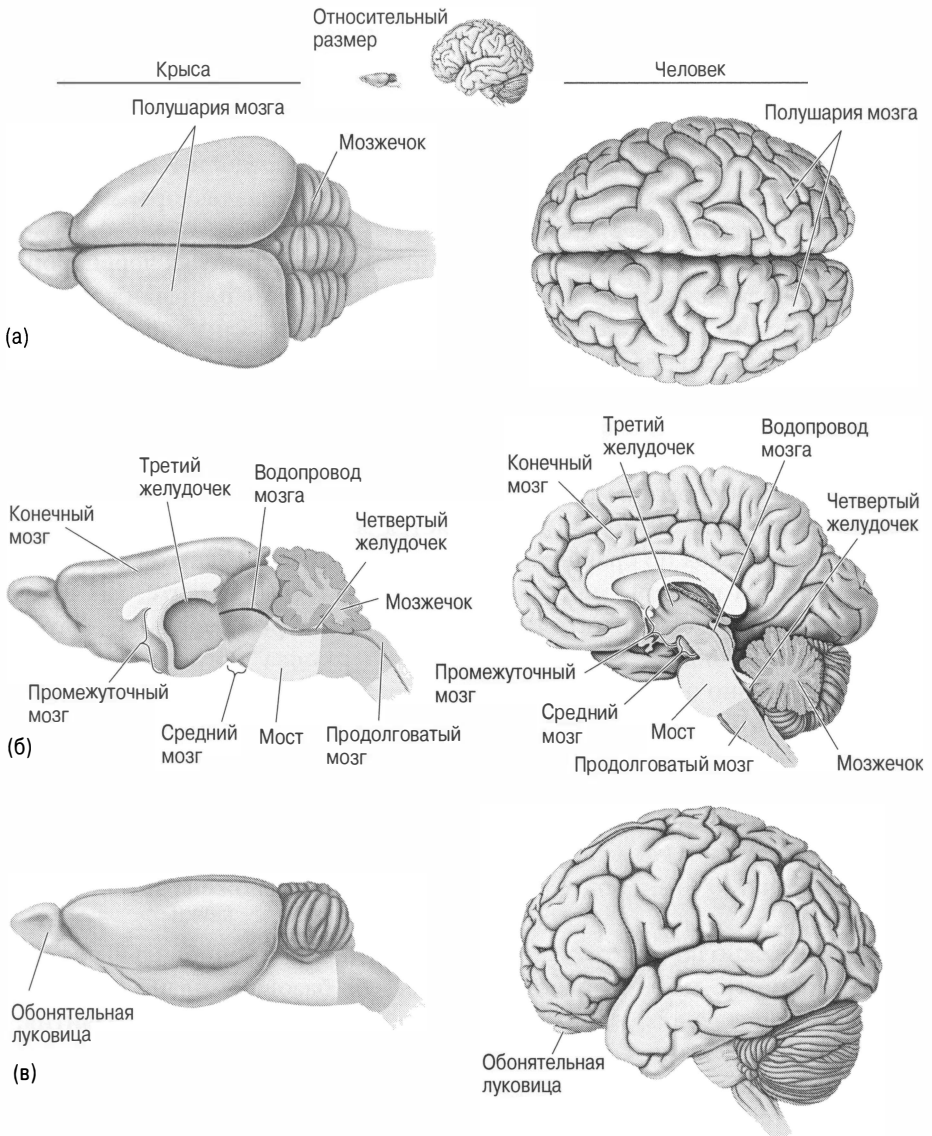 Относительный
размер
Крыса
Человек
Полушария мозга
Мозжечок
Полушария мозга
(а)
Третий
желудочек
Водопровод
мозга
Конечный
мозг
Четвертый
желудочек
Мозжечок
Промежуточный
мозг
Средний
мозг
Мост
Продолговатый
мозг
Третий
желудочек
Водопровод
мозга
Конечный
мозг
Четвертый
желудочек
Промежуточный
мозг
Средний
мозг
Мост
Продолговатый мозг
Мозжечок
(б)
Обонятельная
луковица
Обонятельная
луковица
(в)